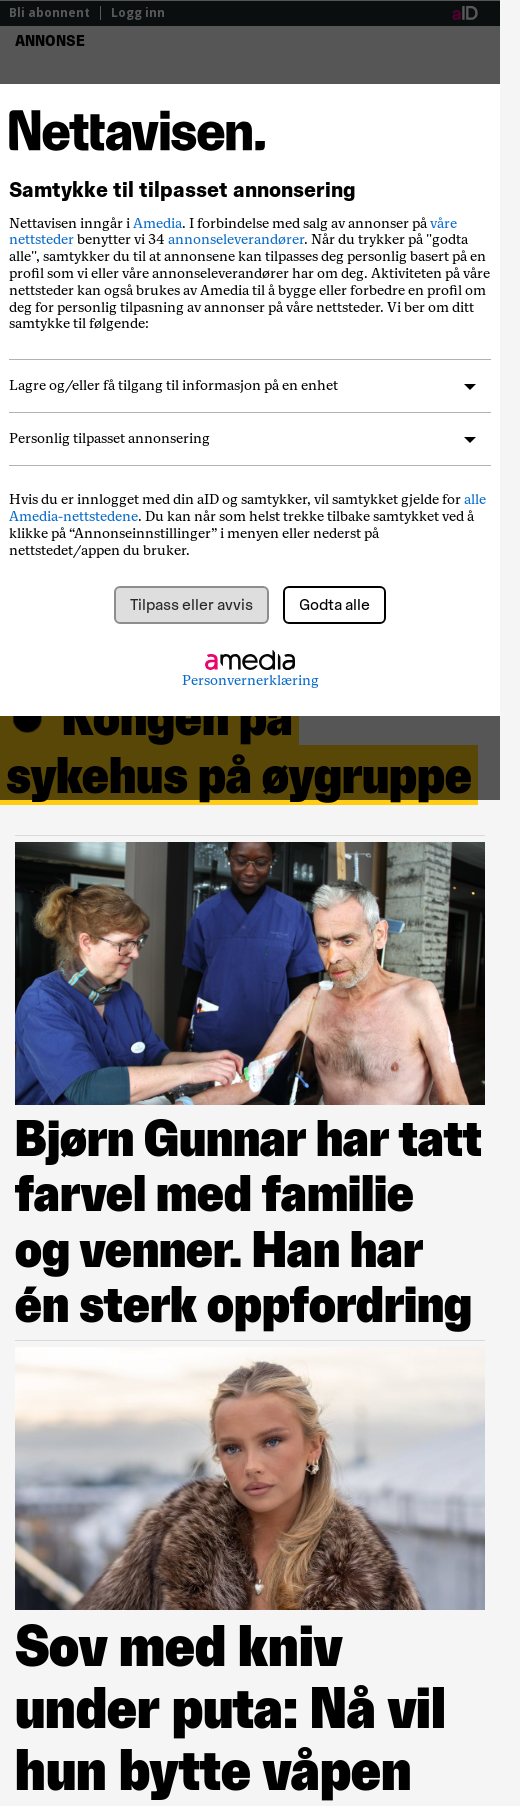 Bli abonnent | Logg inn aID
ANNONSE
Nettavisen.
Samtykke til tilpasset annonsering
Nettavisen inngår i Amedia. I forbindelse med salg av annonser på våre
nettsteder benytter vi 34 annonseleverandører. Når du trykker på "godta
alle", samtykker du til at annonsene kan tilpasses deg personlig basert på en
profil som vi eller våre annonseleverandører har om deg. Aktiviteten på våre
nettsteder kan også brukes av Amedia til å bygge eller forbedre en profil om
deg for personlig tilpasning av annonser på våre nettsteder. Vi ber om ditt
samtykke til følgende:
Lagre og/eller få tilgang til informasjon på en enhet
Personlig tilpasset annonsering
Hvis du er innlogget med din aID og samtykker, vil samtykket gjelde for alle
Amedia-nettstedene. Du kan når som helst trekke tilbake samtykket ved å
klikke på “Annonseinnstillinger” i menyen eller nederst på
nettstedet/appen du bruker.
Tilpass eller avvis Godta alle
amedia
Personvernerklæring
Kongen på
sykehus på øygruppe
Bjørn Gunnar har tatt
farvel med familie
og venner. Han har
én sterk oppfordring
Sov med kniv
under puta: Nå vil
hun bytte våpen